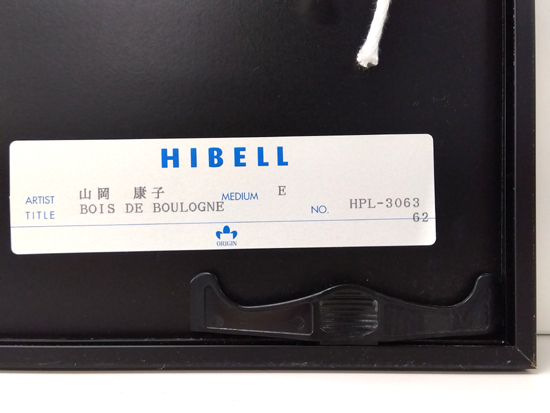 HIBELL
ARTIST 山岡 康子 MEDIUM E
TITLE BOIS DE BOULOGNE NO. HPL-3063
62
ORIGIN